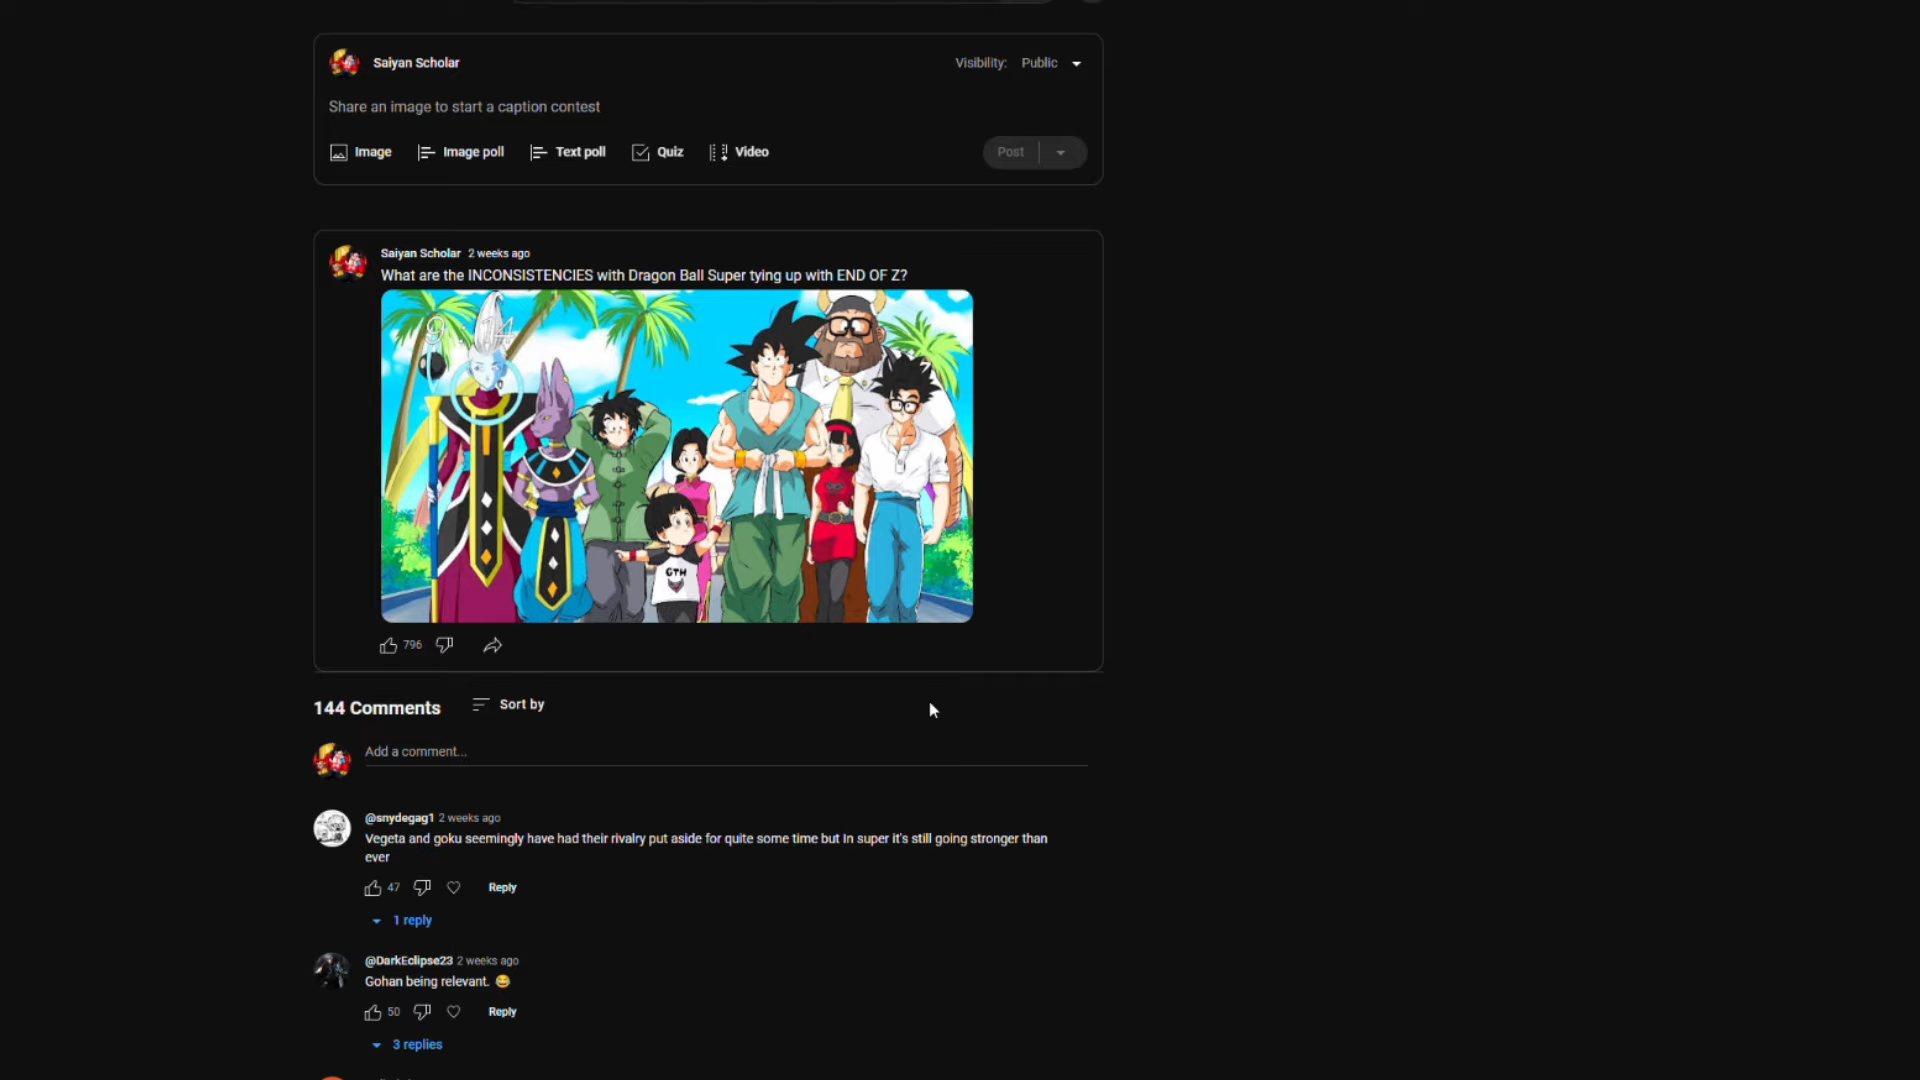 Saiyan Scholar
Visibility: Public
Share an image to start a caption contest
Image
Image poll
Text poll
Quiz
Video
Post
Saiyan Scholar 2 weeks ago
What are the INCONSISTENCIES with Dragon Ball Super tying up with END OF Z?
9:14
GTH
796
144 Comments
Sort by
Add a comment...
@snydegag1 2 weeks ago
Vegeta and goku seemingly have had their rivalry put aside for quite some time but In super it's still going stronger than
ever
47
Reply
1 reply
@DarkEclipse23 2 weeks ago
Gohan being relevant. 😂
50
Reply
3 replies